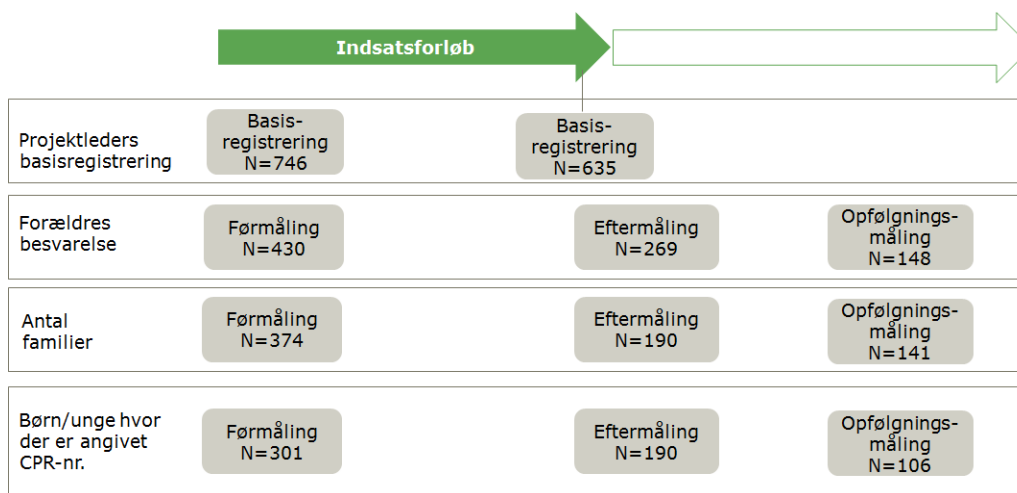 Indsatsforløb
Projektleders
basisregistrering
Basis-
registrering
N=746
Basis-
registrering
N=635
Forældres
besvarelse
Førmåling
N=430
Eftermåling
N=269
Opfølgnings-
måling
N=148
Antal
familier
Førmåling
N=374
Eftermåling
N=190
Opfølgnings-
måling
N=141
Børn/unge hvor
der er angivet
CPR-nr.
Førmåling
N=301
Eftermåling
N=190
Opfølgnings-
måling
N=106